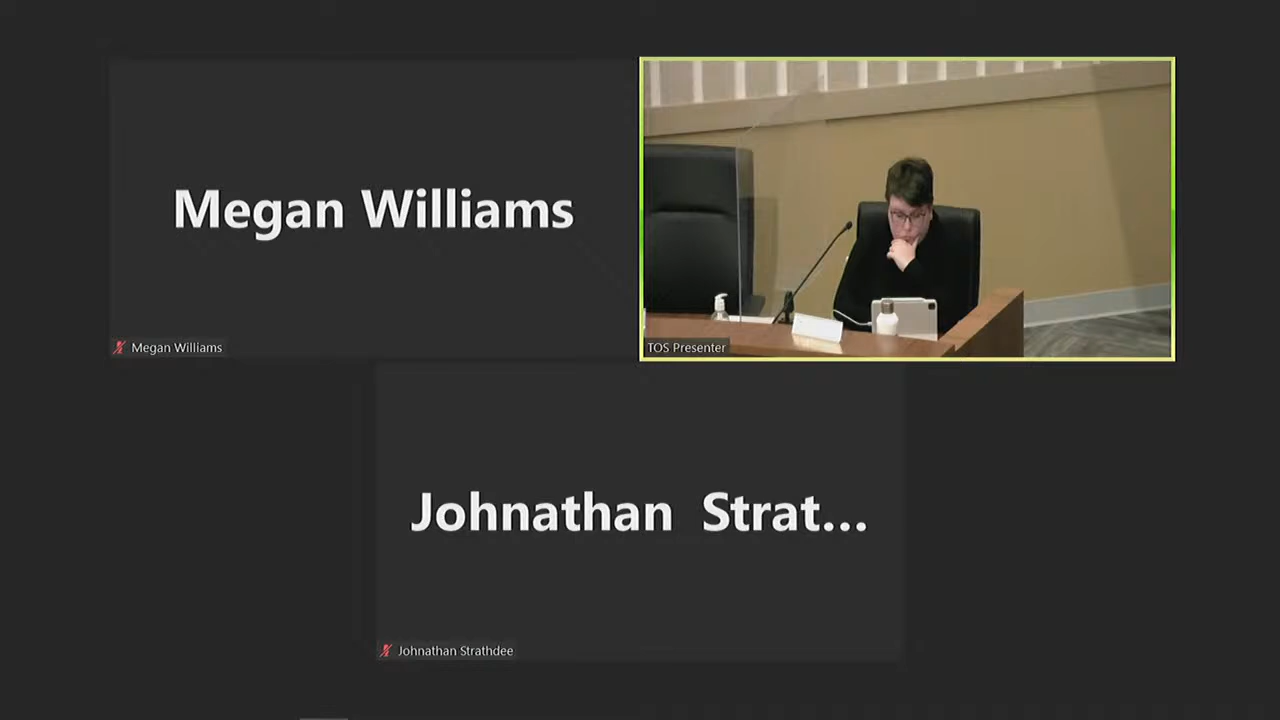 Megan Williams
Megan Williams
TOS Presenter
Johnathan Strat...
Johnathan Strathdee